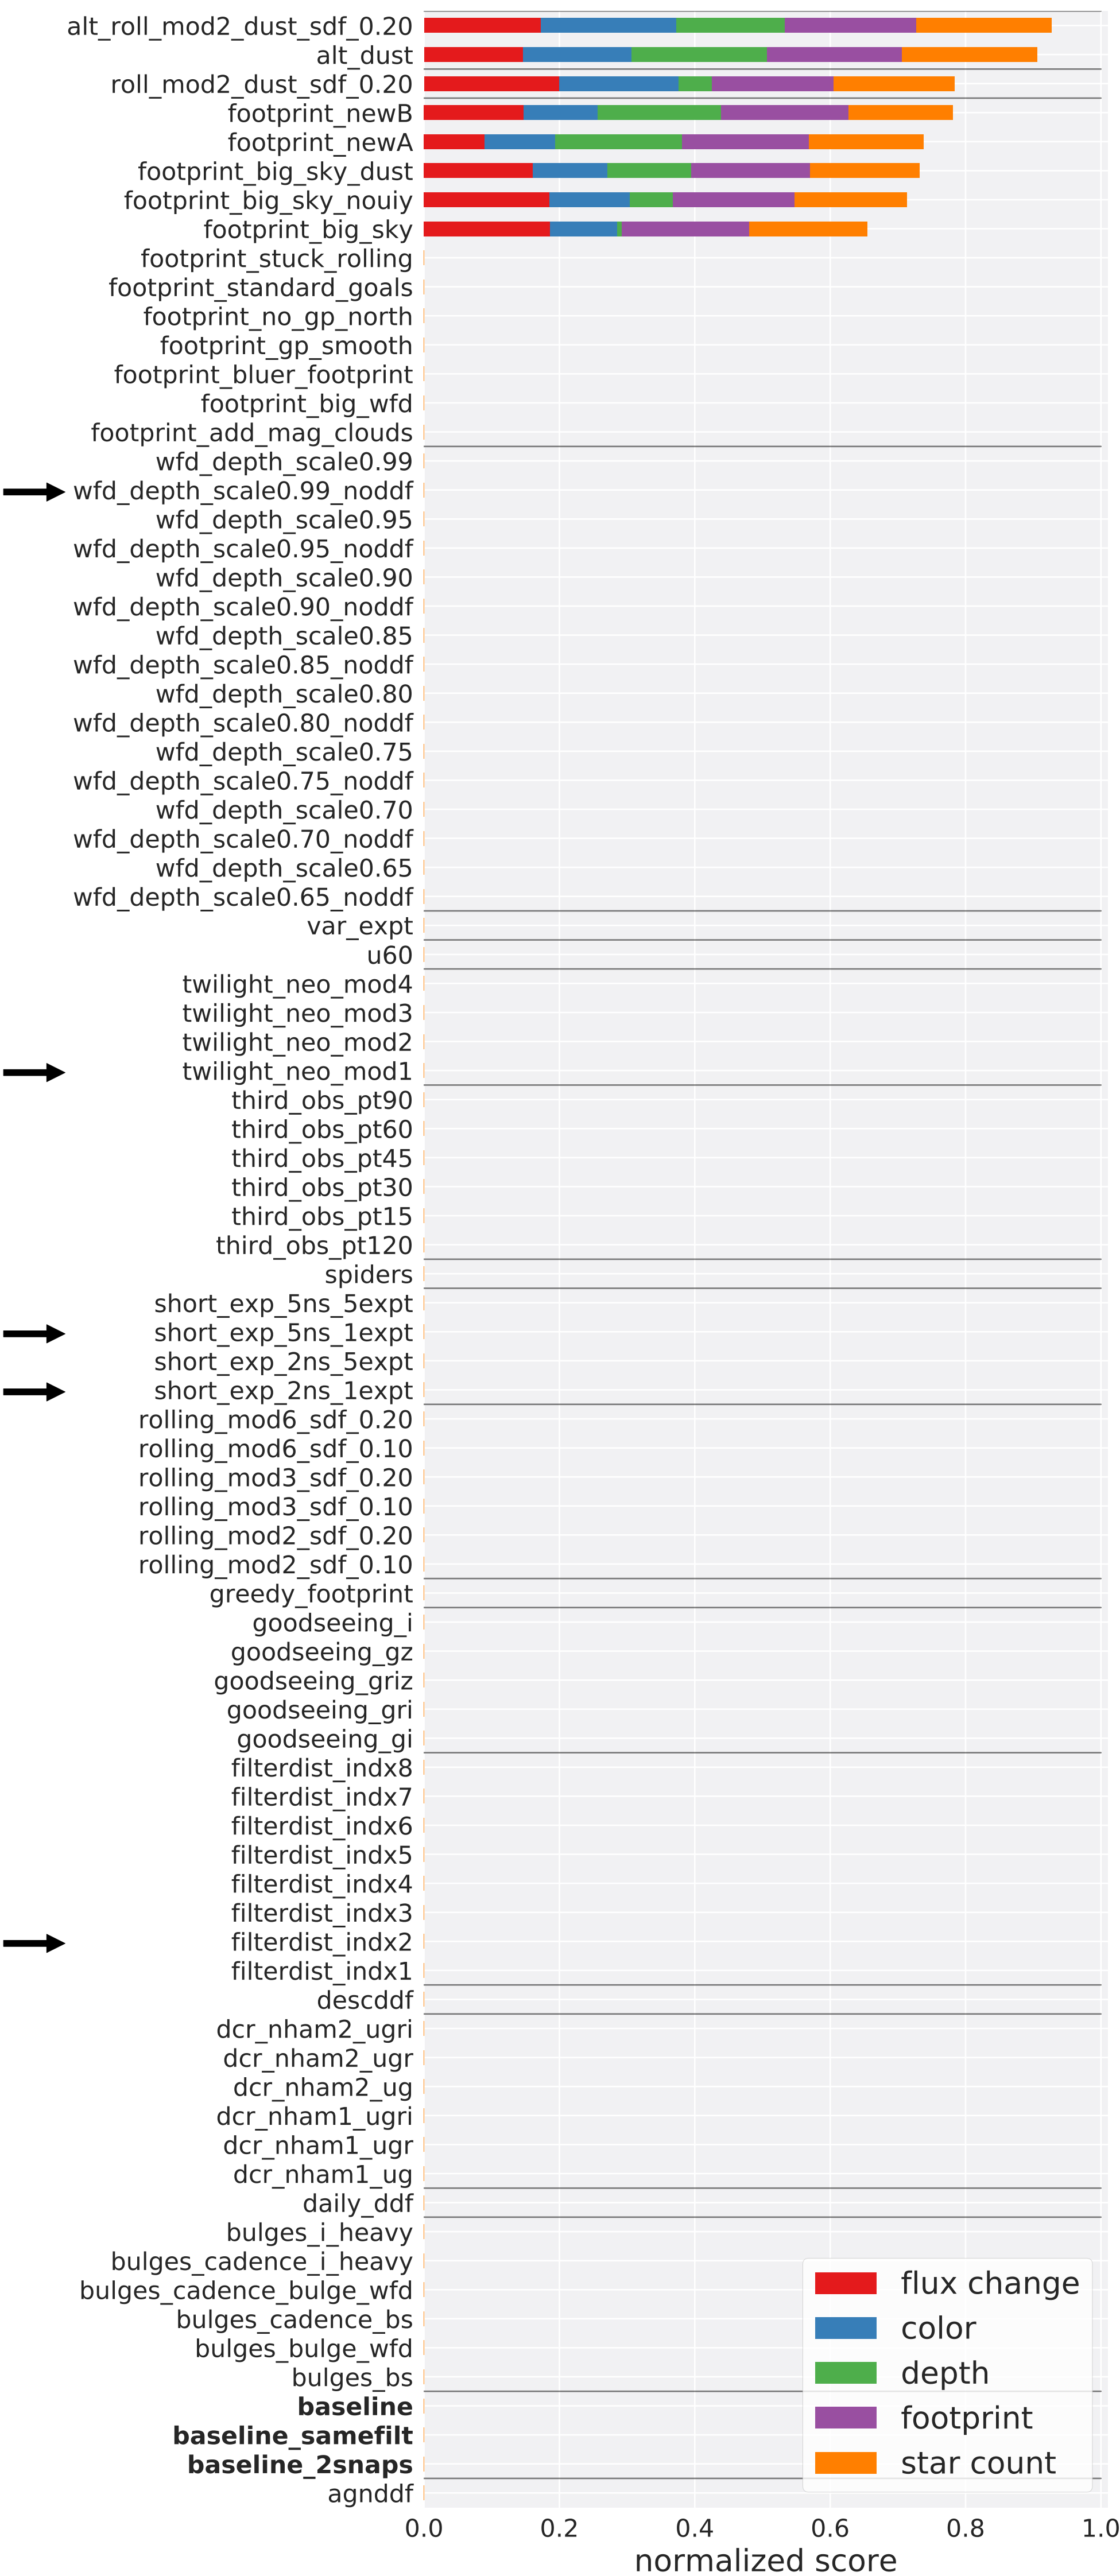 alt_roll_mod2_dust_sdf_0.20
alt_dust
roll_mod2_dust_sdf_0.20
footprint_newB
footprint_newA
footprint_big_sky_dust
footprint_big_sky_nouiy
footprint_big_sky
footprint_stuck_rolling
footprint_standard_goals
footprint_no_gp_north
footprint_gp_smooth
footprint_bluer_footprint
footprint_big_wfd
footprint_add_mag_clouds
wfd_depth_scale0.99
wfd_depth_scale0.99_noddf
wfd_depth_scale0.95
wfd_depth_scale0.95_noddf
wfd_depth_scale0.90
wfd_depth_scale0.90_noddf
wfd_depth_scale0.85
wfd_depth_scale0.85_noddf
wfd_depth_scale0.80
wfd_depth_scale0.80_noddf
wfd_depth_scale0.75
wfd_depth_scale0.75_noddf
wfd_depth_scale0.70
wfd_depth_scale0.70_noddf
wfd_depth_scale0.65
wfd_depth_scale0.65_noddf
var_expt
u60
twilight_neo_mod4
twilight_neo_mod3
twilight_neo_mod2
twilight_neo_mod1
third_obs_pt90
third_obs_pt60
third_obs_pt45
third_obs_pt30
third_obs_pt15
third_obs_pt120
spiders
short_exp_5ns_5expt
short_exp_5ns_1expt
short_exp_2ns_5expt
short_exp_2ns_1expt
rolling_mod6_sdf_0.20
rolling_mod6_sdf_0.10
rolling_mod3_sdf_0.20
rolling_mod3_sdf_0.10
rolling_mod2_sdf_0.20
rolling_mod2_sdf_0.10
greedy_footprint
goodseeing_i
goodseeing_gz
goodseeing_griz
goodseeing_gri
goodseeing_gi
filterdist_indx8
filterdist_indx7
filterdist_indx6
filterdist_indx5
filterdist_indx4
filterdist_indx3
filterdist_indx2
filterdist_indx1
descddf
dcr_nham2_ugri
dcr_nham2_ugr
dcr_nham2_ug
dcr_nham1_ugri
dcr_nham1_ugr
dcr_nham1_ug
daily_ddf
bulges_i_heavy
bulges_cadence_i_heavy
bulges_cadence_bulge_wfd
bulges_cadence_bs
bulges_bulge_wfd
bulges_bs
baseline
baseline_samefilt
baseline_2snaps
agnddf
flux change
color
depth
footprint
star count
0.0 0.2 0.4 0.6 0.8 1.0
normalized score